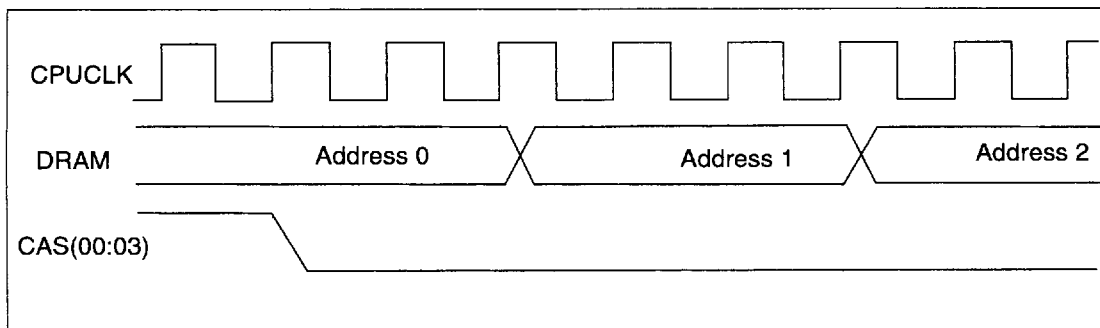 CPUCLK
DRAM
Address 0
Address 1
Address 2
CAS(00:03)